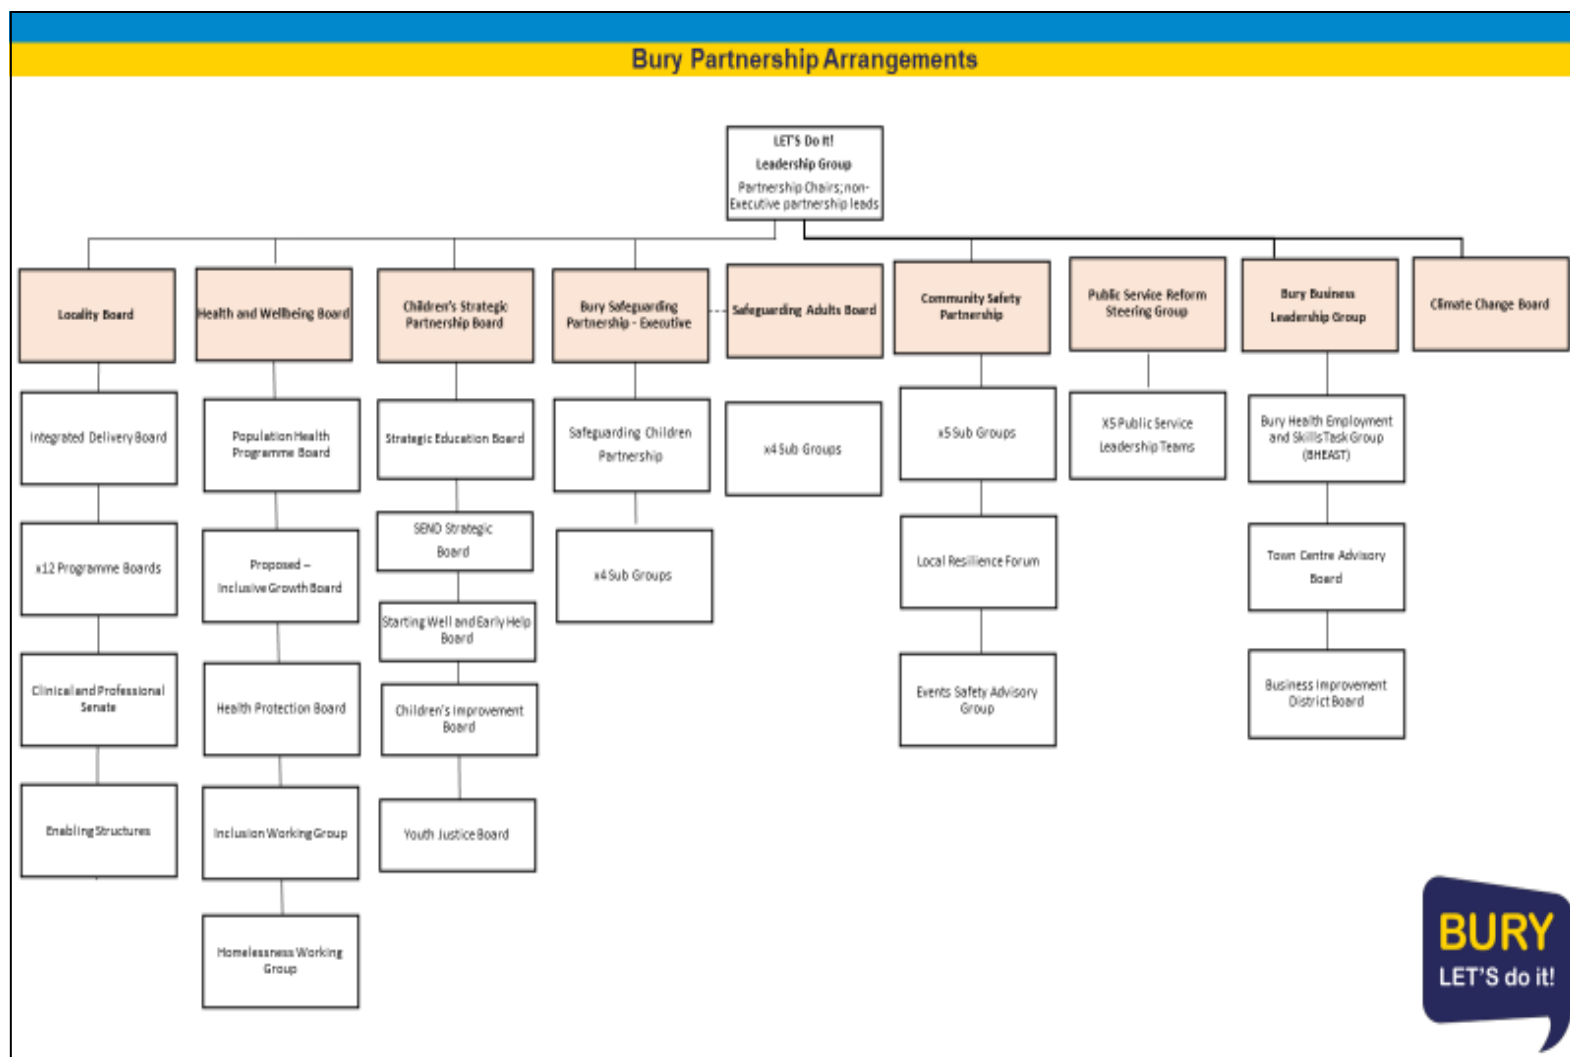 Bury Partnership Arrangements
LET'S Do It!
Leadership Group
Partnership Chairs; non-
Executive partnership leads
Locality Board
Health and Wellbeing Board
Children's Strategic
Partnership Board
Bury Safeguarding
Partnership - Executive
Safeguarding Adults Board
Community Safety
Partnership
Public Service Reform
Steering Group
Bury Business
Leadership Group
Climate Change Board
Integrated Delivery Board
x12 Programme Boards
Clinical and Professional
Senate
Enabling Structures
Population Health
Programme Board
Proposed –
Inclusive Growth Board
Health Protection Board
Inclusion Working Group
Homelessness Working
Group
Strategic Education Board
SEND Strategic
Board
Starting Well and Early Help
Board
Children's Improvement
Board
Youth Justice Board
Safeguarding Children
Partnership
x4 Sub Groups
x4 Sub Groups
x5 Sub Groups
Local Resilience Forum
Events Safety Advisory
Group
X5 Public Service
Leadership Teams
Bury Health Employment
and Skills Task Group
(BHEAST)
Town Centre Advisory
Board
Business Improvement
District Board
BURY
LET'S do it!